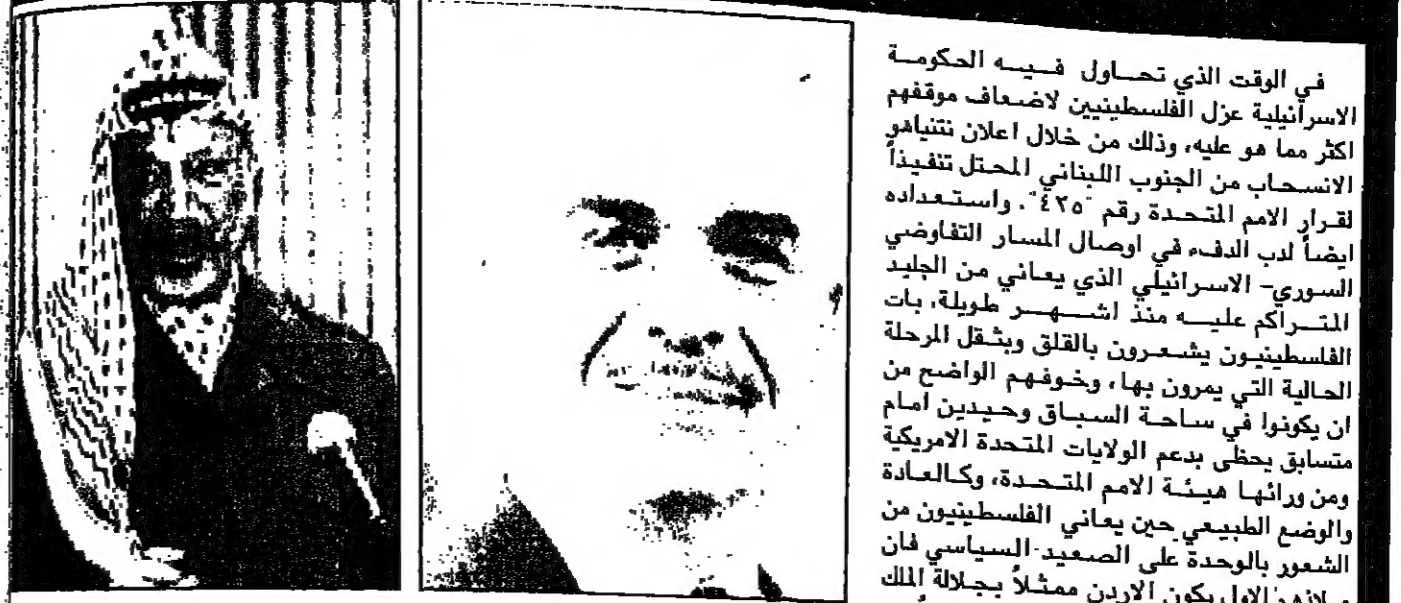 في الوقت الذي تحاول فيه الحكومة
الاسرائيلية عزل الفلسطينيين لاضعاف موقفهم
اكثر مما هو عليه، وذلك من خلال اعلان نتنياهو
الانسحاب من الجنوب اللبناني المحتل تنفيذاً
لقرار الامم المتحدة رقم "٤٢٥". واستعداده
ايضاً لدب الدفء في اوصال المسار التفاوضي
السوري- الاسرائيلي الذي يعاني من الجليد
المتراكم عليه منذ اشهر طويلة، بات
الفلسطينيون يشعرون بالقلق وبثقل المرحلة
الحالية التي يمرون بها، وخوفهم الواضح من
ان يكونوا في ساحة السباق وحيدين امام
متسابق يحظى بدعم الولايات المتحدة الامريكية
ومن ورائها هيئة الامم المتحدة، وكالعادة
والوضع الطبيعي حين يعاني الفلسطينيون من
الشعور بالوحدة على الصعيد السياسي فان
الاول يكون الاردن ممثلاً بجلالة الملك